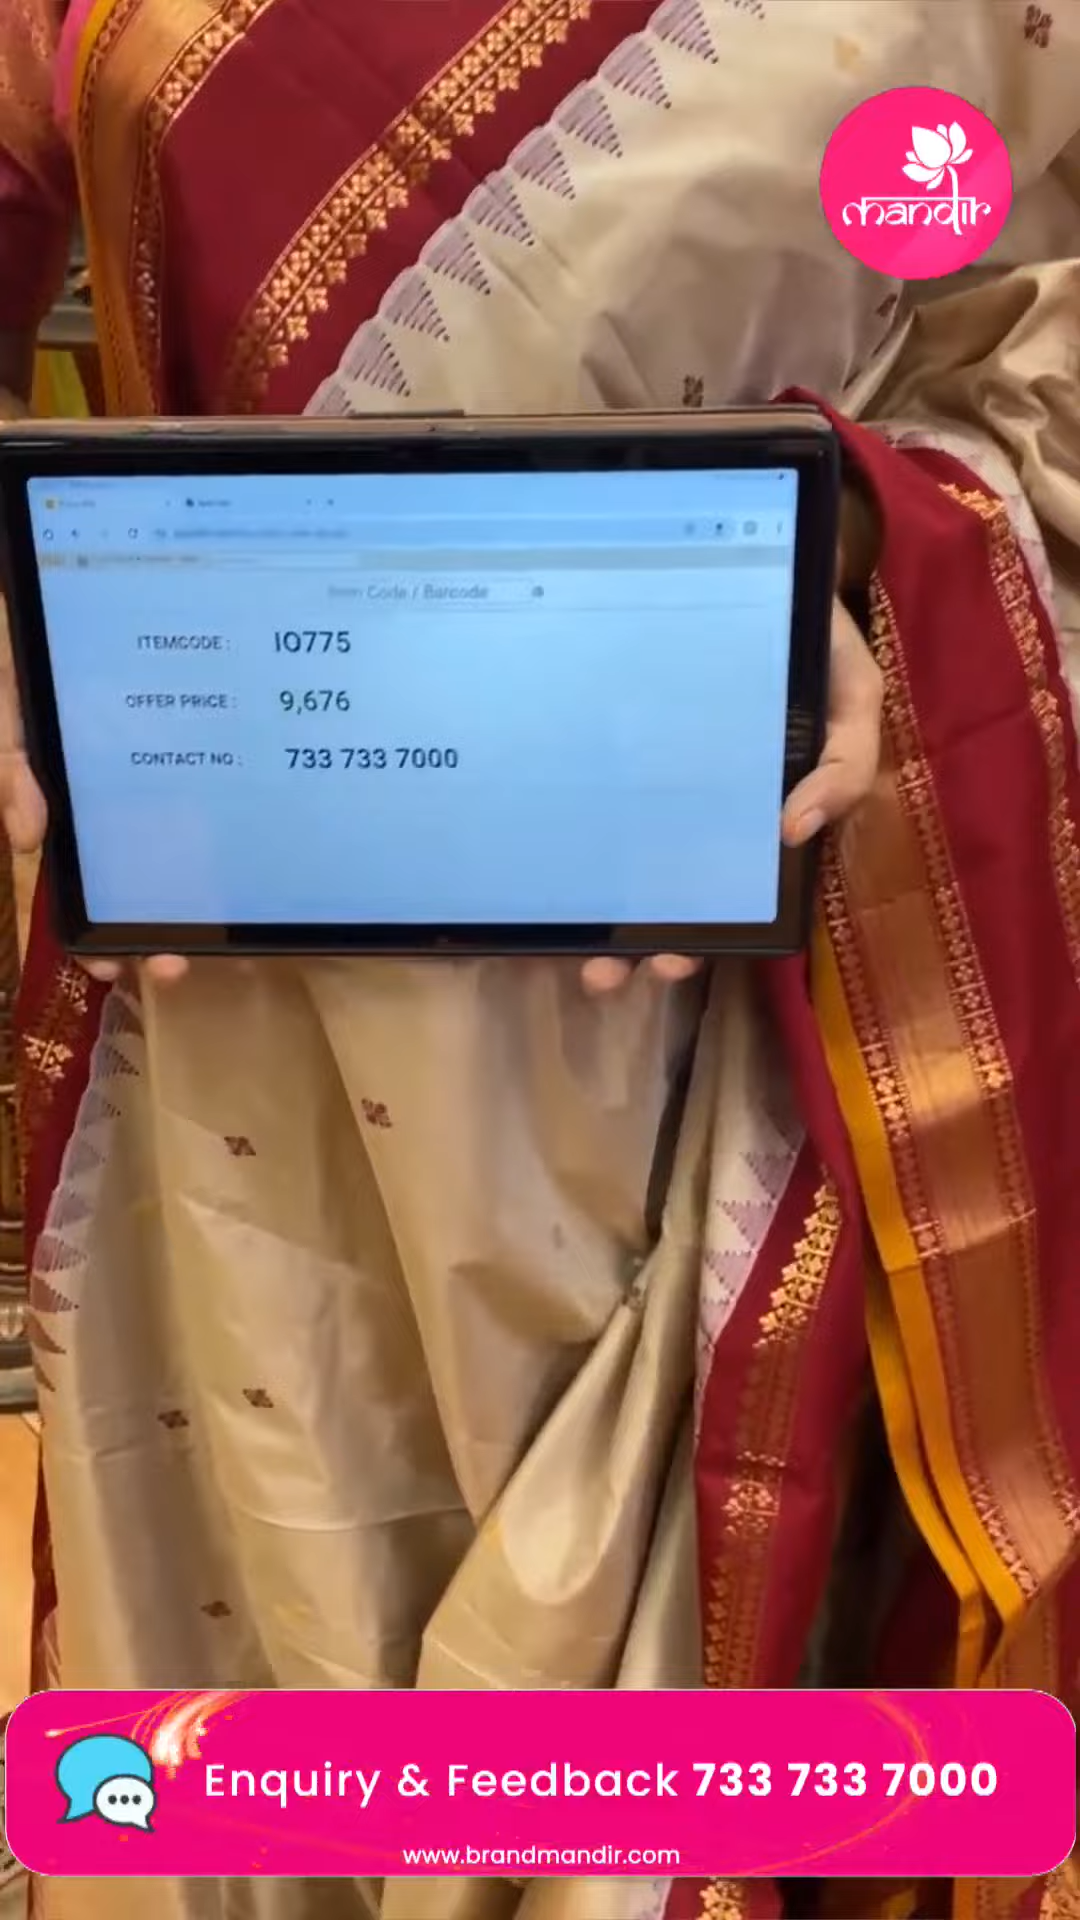 mandir
Item Code / Barcode
ITEMCODE : IO775
OFFER PRICE : 9,676
CONTACT NO : 733 733 7000
Enquiry & Feedback 733 733 7000
www.brandmandir.com